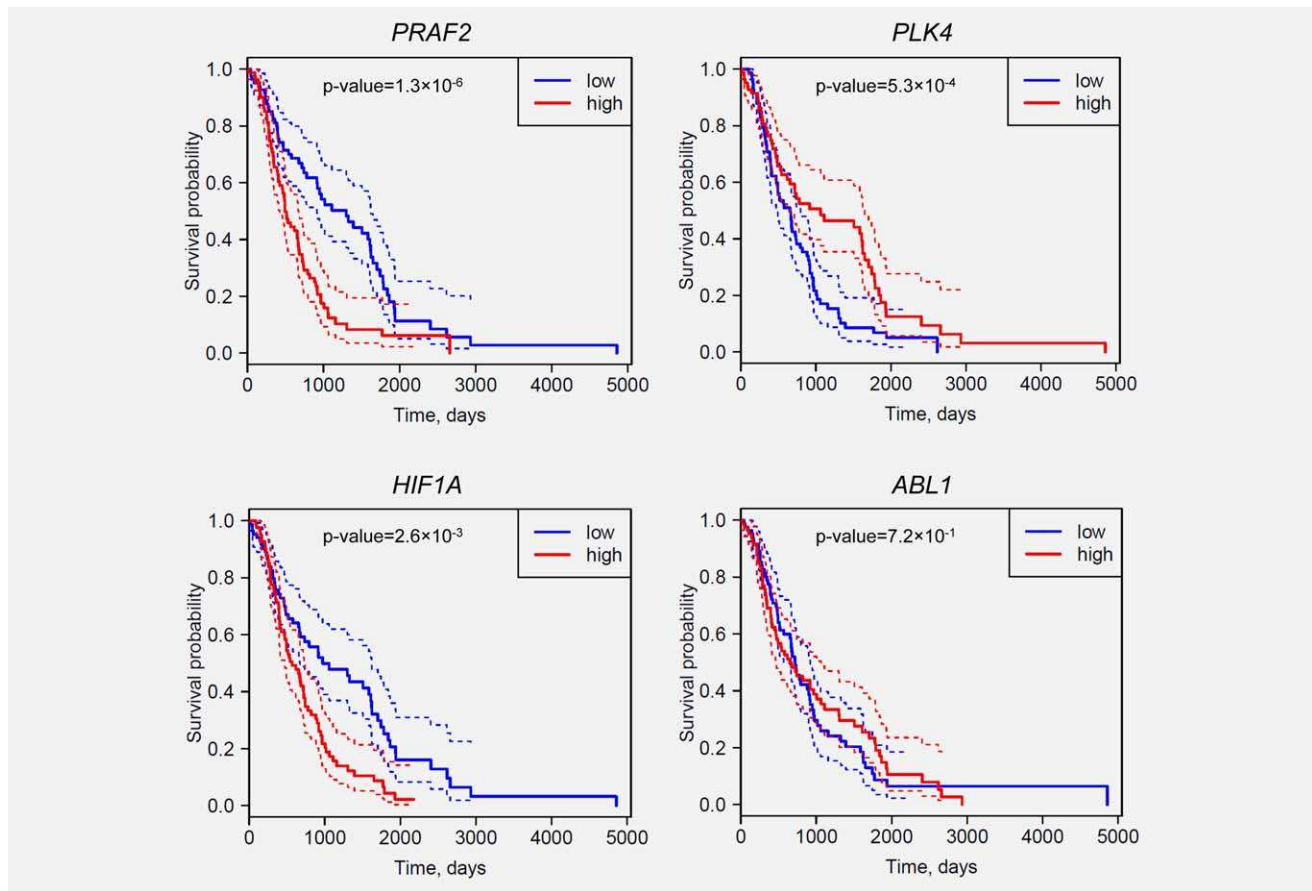 PRAF2
p-value=1.3×10⁻⁶
low
high
1.0
0.8
0.6
0.4
0.2
0.0
Survival probability
0 1000 2000 3000 4000 5000
Time, days
PLK4
p-value=5.3×10⁻⁴
low
high
1.0
0.8
0.6
0.4
0.2
0.0
Survival probability
0 1000 2000 3000 4000 5000
Time, days
HIF1A
p-value=2.6×10⁻³
low
high
1.0
0.8
0.6
0.4
0.2
0.0
Survival probability
0 1000 2000 3000 4000 5000
Time, days
ABL1
p-value=7.2×10⁻¹
low
high
1.0
0.8
0.6
0.4
0.2
0.0
Survival probability
0 1000 2000 3000 4000 5000
Time, days